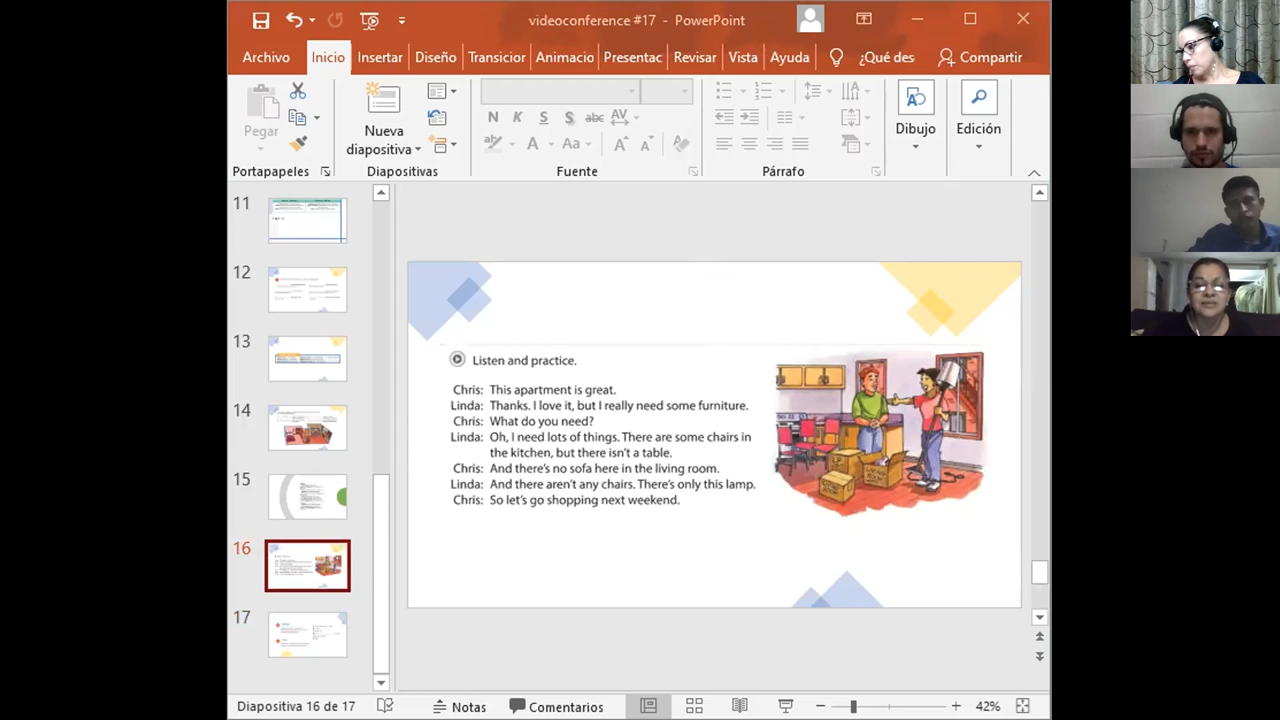 videoconference #17 - PowerPoint
Archivo Inicio Insertar Diseño Transicior Animacio Presentac Revisar Vista Ayuda ¿Qué des Compartir
Pegar
Nueva diapositiva
Dibujo
Edición
N K S S abc AV
A Aa A A
Portapapeles Diapositivas Fuente Párrafo
11
12
13
14
15
16
17
Listen and practice.
Chris: This apartment is great.
Linda: Thanks. I love it, but I really need some furniture.
Chris: What do you need?
Linda: Oh, I need lots of things. There are some chairs in
the kitchen, but there isn't a table.
Chris: And there's no sofa here in the living room.
Linda: And there aren't any chairs. There's only this lamp.
Chris: So let's go shopping next weekend.
Diapositiva 16 de 17 Notas Comentarios 42%